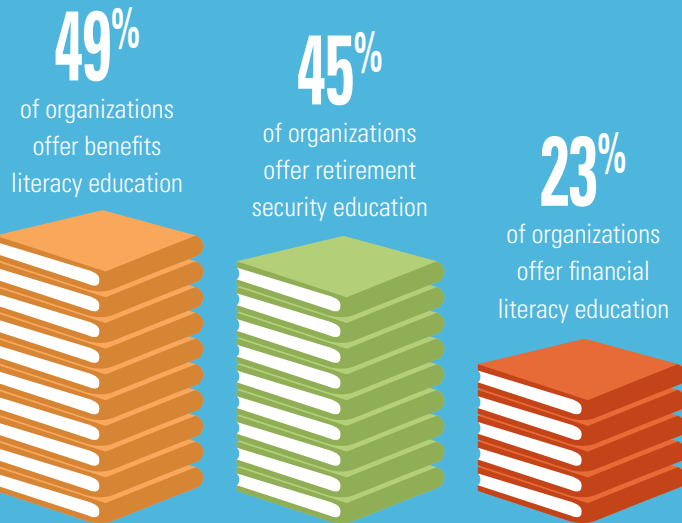 49%
of organizations
offer benefits
literacy education
45%
of organizations
offer retirement
security education
23%
of organizations
offer financial
literacy education